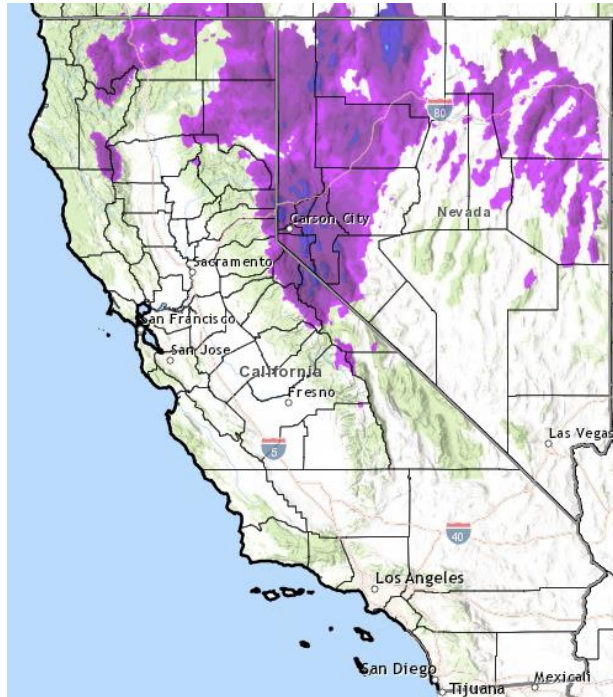 80
Carson City
Nevada
Sacramento
San Francisco
San Jose
California
Fresno
Las Vegas
5
40
Los Angeles
San Diego
Tijuana
Mexicali